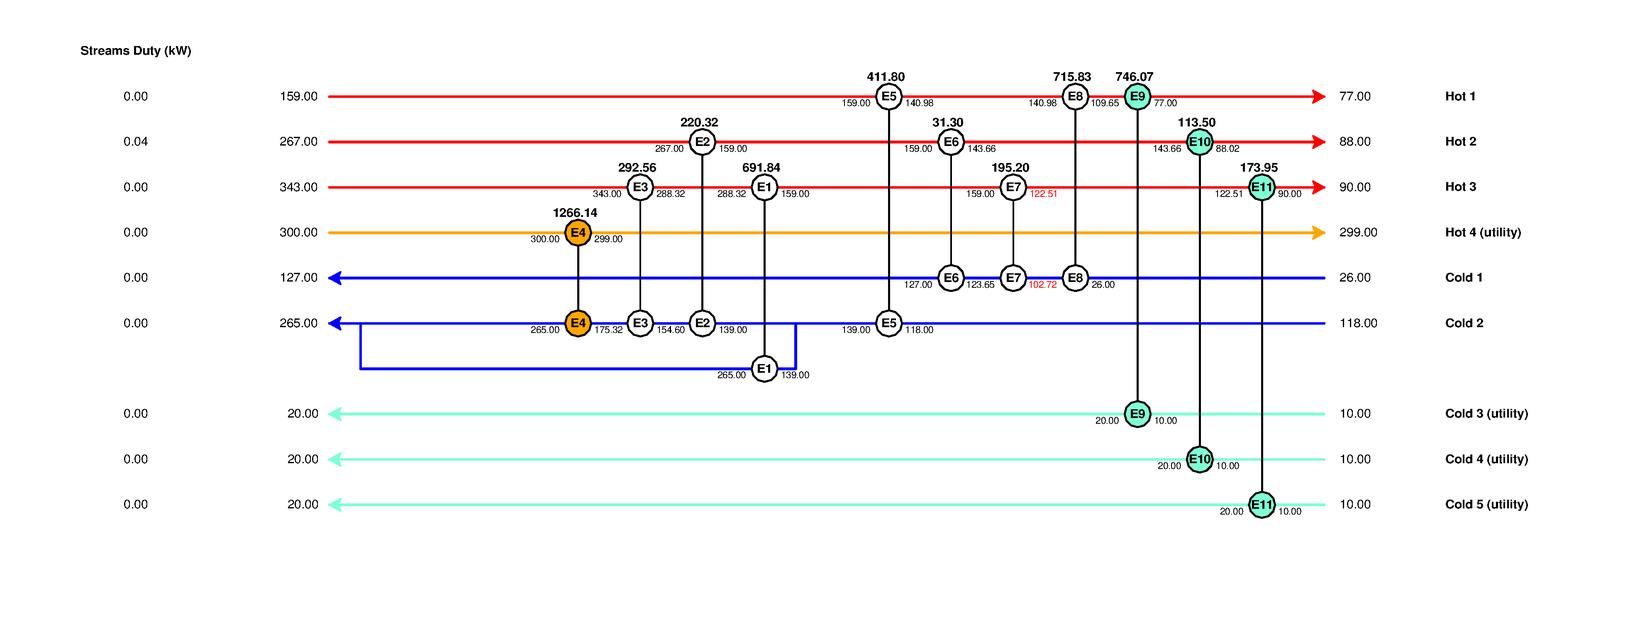 Streams Duty (kW)
411.80 715.83 746.07
0.00 159.00 E5 E8 E9 77.00 Hot 1
159.00 140.98 140.98 109.65 77.00
220.32 31.30 113.50
0.04 267.00 E2 E6 E10 88.00 Hot 2
267.00 159.00 159.00 143.66 143.66 88.02
292.56 691.84 195.20 173.95
0.00 343.00 E3 E1 E7 E11 90.00 Hot 3
343.00 288.32 288.32 159.00 159.00 122.51 122.51 90.00
1266.14
0.00 300.00 E4 299.00 Hot 4 (utility)
300.00 299.00
0.00 127.00 E6 E7 E8 26.00 Cold 1
127.00 123.65 102.72 26.00
0.00 265.00 E4 E3 E2 E5 118.00 Cold 2
265.00 175.32 154.60 139.00 139.00 118.00
E1
265.00 139.00
0.00 20.00 E9 10.00 Cold 3 (utility)
20.00 10.00
0.00 20.00 E10 10.00 Cold 4 (utility)
20.00 10.00
0.00 20.00 E11 10.00 Cold 5 (utility)
20.00 10.00